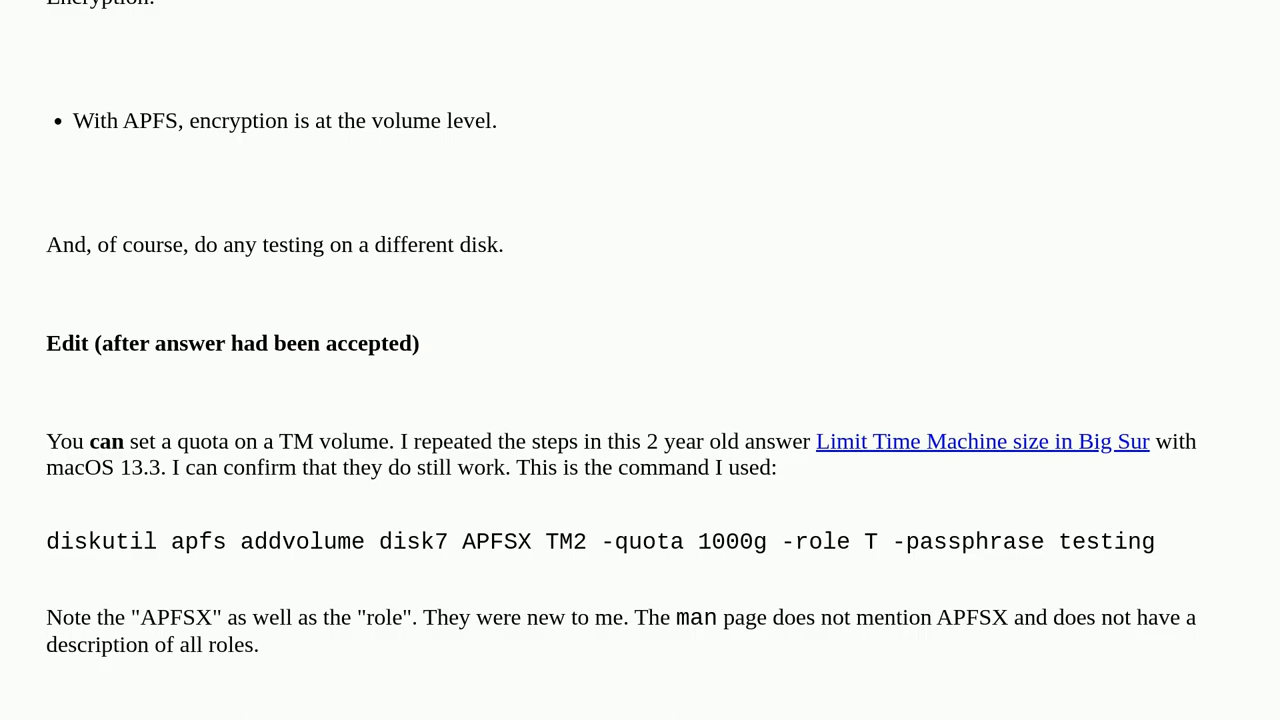 Encryption.
• With APFS, encryption is at the volume level.
And, of course, do any testing on a different disk.
Edit (after answer had been accepted)
You can set a quota on a TM volume. I repeated the steps in this 2 year old answer Limit Time Machine size in Big Sur with
macOS 13.3. I can confirm that they do still work. This is the command I used:
diskutil apfs addvolume disk7 APFSX TM2 -quota 1000g -role T -passphrase testing
Note the "APFSX" as well as the "role". They were new to me. The man page does not mention APFSX and does not have a
description of all roles.